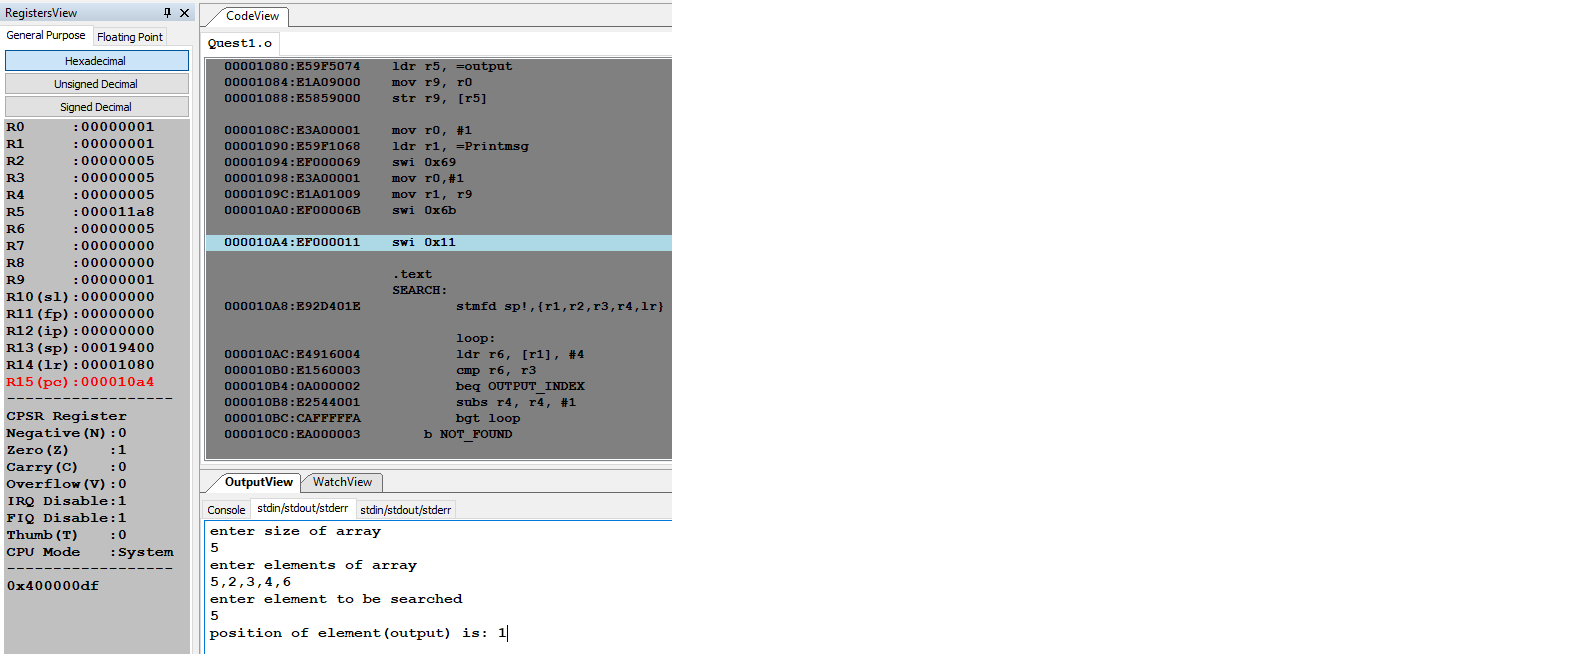 RegistersView
General Purpose Floating Point
Hexadecimal
Unsigned Decimal
Signed Decimal
R0      :00000001
R1      :00000001
R2      :00000005
R3      :00000005
R4      :00000005
R5      :000011a8
R6      :00000005
R7      :00000000
R8      :00000000
R9      :00000001
R10(sl):00000000
R11(fp):00000000
R12(ip):00000000
R13(sp):00019400
R14(lr):00001080
R15(pc):000010a4
------------------
CPSR Register
Negative(N):0
Zero(Z)    :1
Carry(C)   :0
Overflow(V):0
IRQ Disable:1
FIQ Disable:1
Thumb(T)   :0
CPU Mode   :System
------------------
0x400000df
CodeView
Quest1.o
00001080:E59F5074    ldr r5, =output
00001084:E1A09000    mov r9, r0
00001088:E5859000    str r9, [r5]
0000108C:E3A00001    mov r0, #1
00001090:E59F1068    ldr r1, =Printmsg
00001094:EF000069    swi 0x69
00001098:E3A00001    mov r0,#1
0000109C:E1A01009    mov r1, r9
000010A0:EF00006B    swi 0x6b
000010A4:EF000011    swi 0x11
.text
SEARCH:
000010A8:E92D401E            stmfd sp!,{r1,r2,r3,r4,lr}
loop:
000010AC:E4916004            ldr r6, [r1], #4
000010B0:E1560003            cmp r6, r3
000010B4:0A000002            beq OUTPUT_INDEX
000010B8:E2544001            subs r4, r4, #1
000010BC:CAFFFFFA            bgt loop
000010C0:EA000003        b NOT_FOUND
OutputView WatchView
Console stdin/stdout/stderr stdin/stdout/stderr
enter size of array
5
enter elements of array
5,2,3,4,6
enter element to be searched
5
position of element(output) is: 1